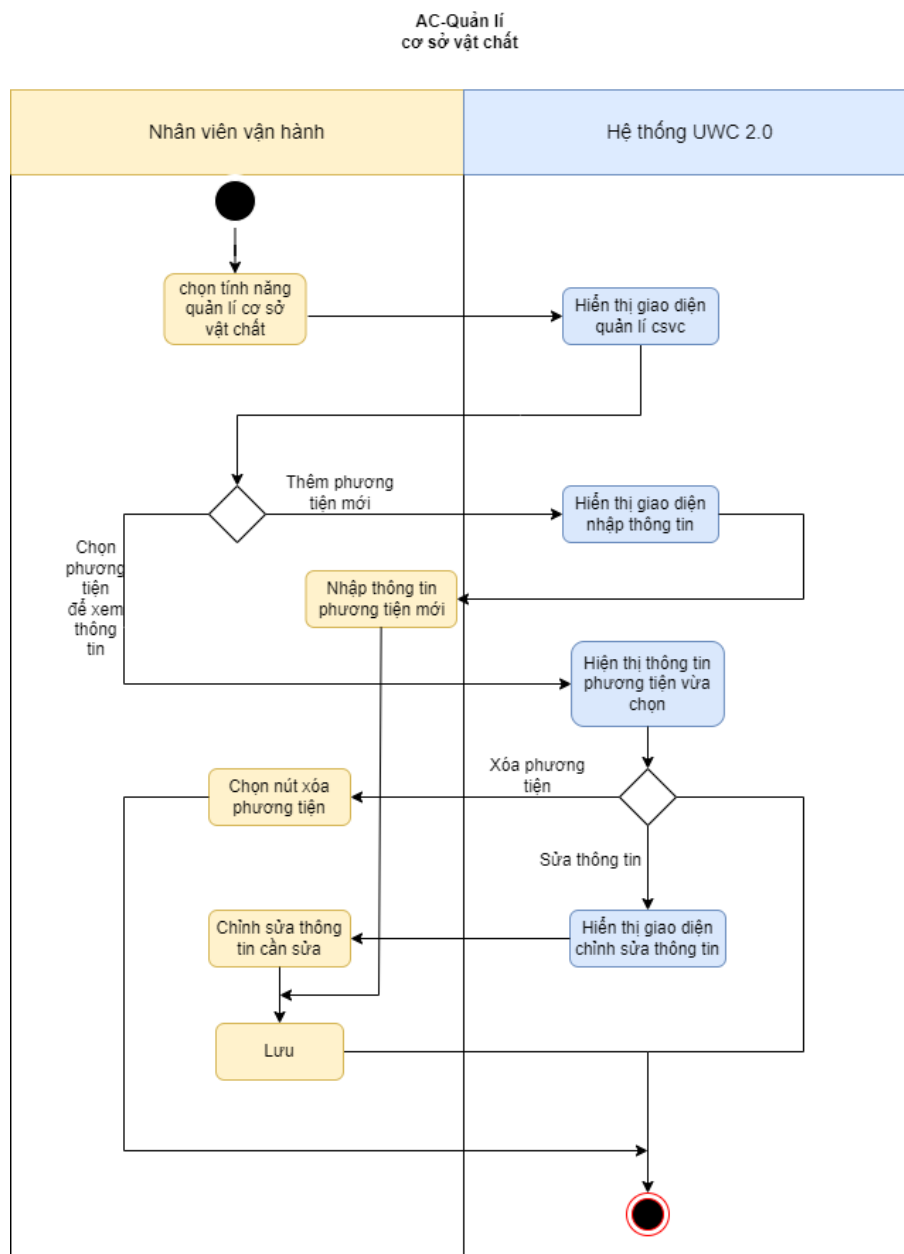 AC-Quản lí
cơ sở vật chất
Nhân viên vận hành
Hệ thống UWC 2.0
chọn tính năng
quản lí cơ sở
vật chất
Hiển thị giao diện
quản lí csvc
Thêm phương
tiện mới
Hiển thị giao diện
nhập thông tin
Chọn
phương
tiện
để xem
thông
tin
Nhập thông tin
phương tiện mới
Hiện thị thông tin
phương tiện vừa
chọn
Xóa phương
tiện
Chọn nút xóa
phương tiện
Sửa thông tin
Chỉnh sửa thông
tin cần sửa
Hiển thị giao diện
chỉnh sửa thông tin
Lưu